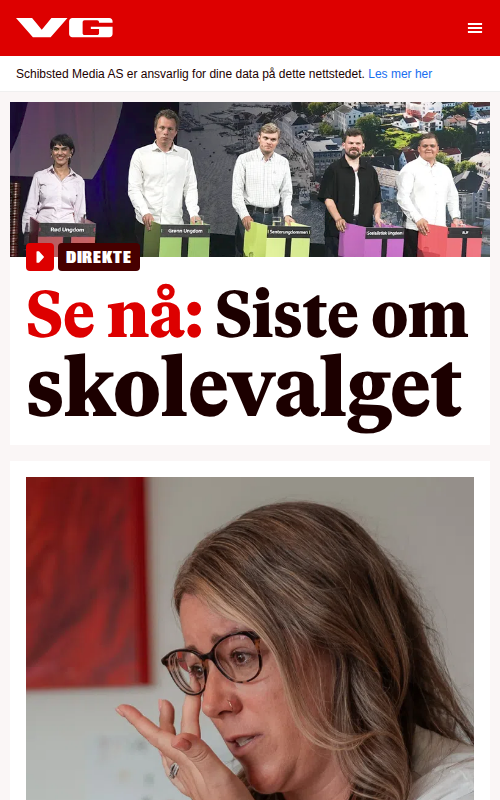 VG
Schibsted Media AS er ansvarlig for dine data på dette nettstedet. Les mer her
Rød Ungdom
Grønn Ungdom
Senterungdommen
Sosialistisk Ungdom
AUF
DIREKTE
Se nå: Siste om
skolevalget